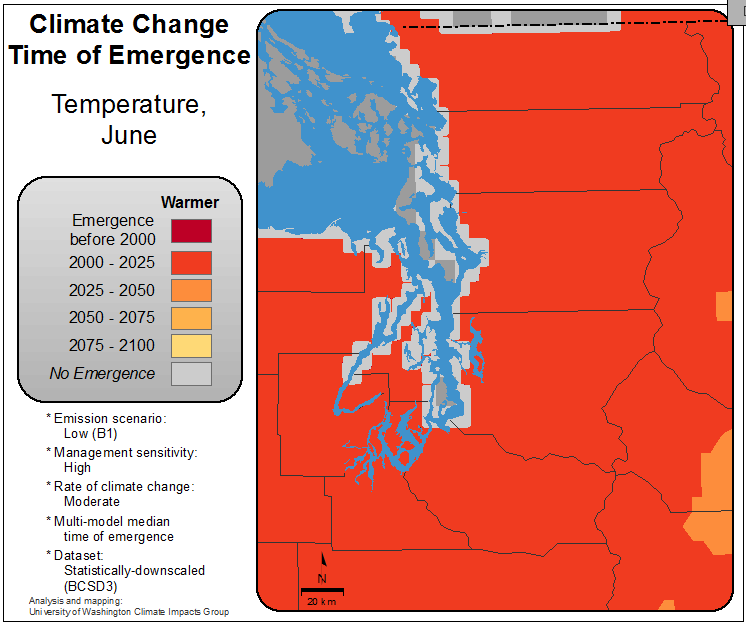 Climate Change
Time of Emergence
Temperature,
June
Warmer
Emergence
before 2000
2000 - 2025
2025 - 2050
2050 - 2075
2075 - 2100
No Emergence
* Emission scenario:
Low (B1)
* Management sensitivity:
High
* Rate of climate change:
Moderate
* Multi-model median
time of emergence
* Dataset:
Statistically-downscaled
(BCSD3)
Analysis and mapping:
University of Washington Climate Impacts Group
N
20 km